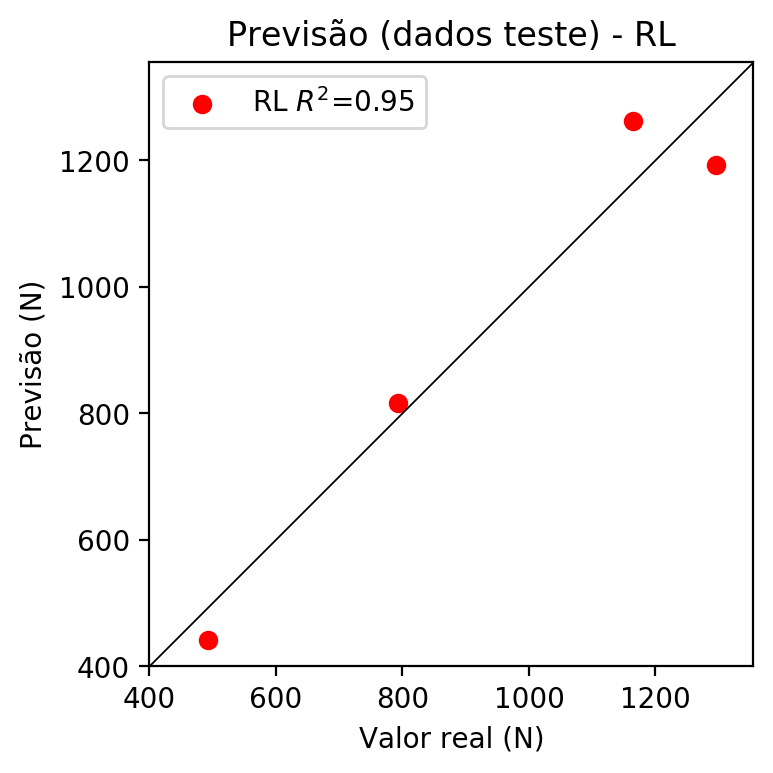 Previsão (dados teste) - RL
RL R²=0.95
Previsão (N)
1200
1000
800
600
400
400 600 800 1000 1200
Valor real (N)